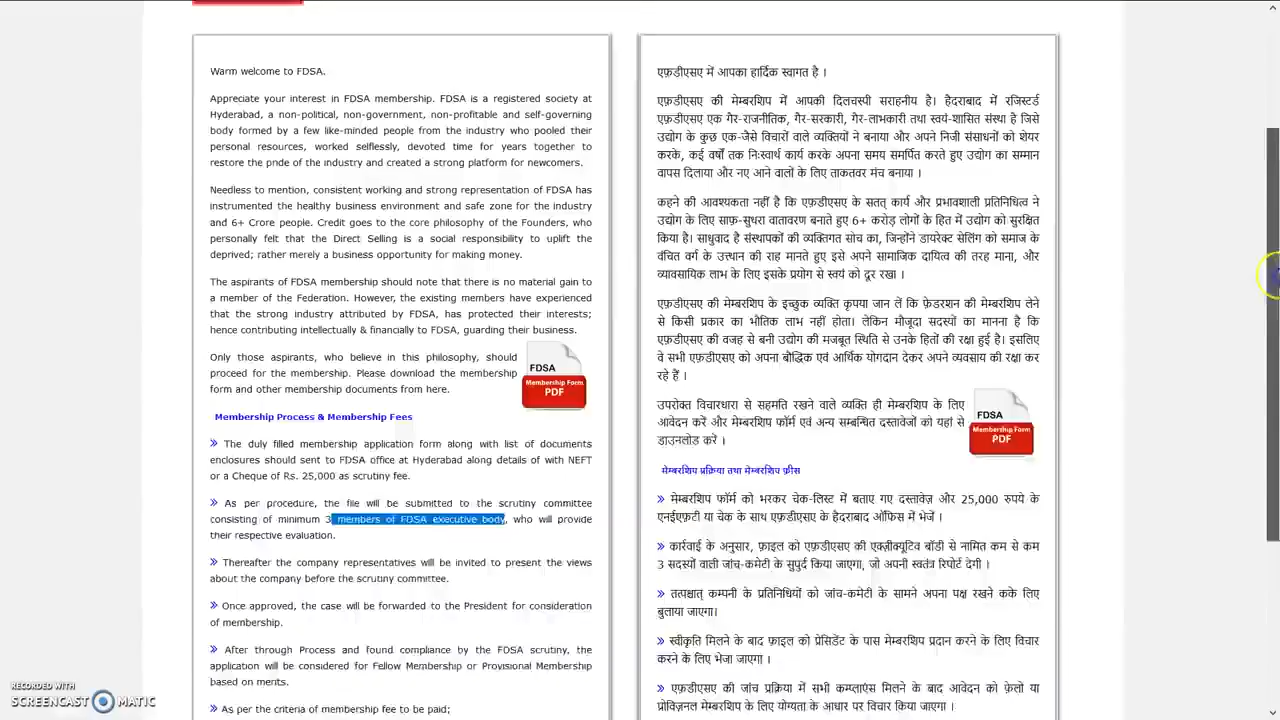 Warm welcome to FDSA.
Appreciate your interest in FDSA membership. FDSA is a registered society at
Hyderabad, a non-political, non-government, non-profitable and self-governing
body formed by a few like-minded people from the industry who pooled their
personal resources, worked selflessly, devoted time for years together to
restore the pride of the industry and created a strong platform for newcomers.
Needless to mention, consistent working and strong representation of FDSA has
instrumented the healthy business environment and safe zone for the industry
and 6+ Crore people. Credit goes to the core philosophy of the Founders, who
personally felt that the Direct Selling is a social responsibility to uplift the
deprived; rather merely a business opportunity for making money.
The aspirants of FDSA membership should note that there is no material gain to
a member of the Federation. However, the existing members have experienced
that the strong industry attributed by FDSA, has protected their interests;
hence contributing intellectually & financially to FDSA, guarding their business.
Only those aspirants, who believe in this philosophy, should
proceed for the membership. Please download the membership
form and other membership documents from here.
FDSA
Membership Form
PDF
Membership Process & Membership Fees
» The duly filled membership application form along with list of documents
enclosures should sent to FDSA office at Hyderabad along details of with NEFT
or a Cheque of Rs. 25,000 as scrutiny fee.
» As per procedure, the file will be submitted to the scrutiny committee
consisting of minimum 3 members of FDSA executive body, who will provide
their respective evaluation.
» Thereafter the company representatives will be invited to present the views
about the company before the scrutiny committee.
» Once approved, the case will be forwarded to the President for consideration
of membership.
» After through Process and found compliance by the FDSA scrutiny, the
application will be considered for Fellow Membership or Provisional Membership
based on merits.
» As per the criteria of membership fee to be paid;
एफ़डीएसए में आपका हार्दिक स्वागत है ।
एफ़डीएसए की मेम्बरशिप में आपकी दिलचस्पी सराहनीय है। हैदराबाद में रजिस्टर्ड
एफ़डीएसए एक गैर-राजनीतिक, गैर-सरकारी, गैर-लाभकारी तथा स्वयं-शासित संस्था है जिसे
उद्योग के कुछ एक-जैसे विचारों वाले व्यक्तियों ने बनाया और अपने निजी संसाधनों को शेयर
करके, कई वर्षों तक निःस्वार्थ कार्य करके अपना समय समर्पित करते हुए उद्योग का सम्मान
वापस दिलाया और नए आने वालों के लिए ताकतवर मंच बनाया ।
कहने की आवश्यकता नहीं है कि एफ़डीएसए के सतत् कार्य और प्रभावशाली प्रतिनिधित्व ने
उद्योग के लिए साफ़-सुथरा वातावरण बनाते हुए 6+ करोड़ लोगों के हित में उद्योग को सुरक्षित
किया है। साधुवाद है संस्थापकों की व्यक्तिगत सोच का, जिन्होंने डायरेक्ट सेलिंग को समाज के
वंचित वर्ग के उत्त्थान की राह मानते हुए इसे अपने सामाजिक दायित्व की तरह माना, और
व्यावसायिक लाभ के लिए इसके प्रयोग से स्वयं को दूर रखा ।
एफ़डीएसए की मेम्बरशिप के इच्छुक व्यक्ति कृपया जान लें कि फ़ेडरशन की मेम्बरशिप लेने
से किसी प्रकार का भौतिक लाभ नहीं होता। लेकिन मौजूदा सदस्यों का मानना है कि
एफ़डीएसए की वजह से बनी उद्योग की मजबूत स्थिति से उनके हितों की रक्षा हुई है। इसलिए
वे सभी एफ़डीएसए को अपना बौद्धिक एवं आर्थिक योगदान देकर अपने व्यवसाय की रक्षा कर
रहे हैं ।
उपरोक्त विचारधारा से सहमति रखने वाले व्यक्ति ही मेम्बरशिप के लिए
आवेदन करें और मेम्बरशिप फॉर्म एवं अन्य सम्बन्धित दस्तावेजों को यहां से
डाउनलोड करें ।
FDSA
Membership Form
PDF
मेम्बरशिप प्रक्रिया तथा मेम्बरशिप फ़ीस
» मेम्बरशिप फॉर्म को भरकर चेक-लिस्ट में बताए गए दस्तावेज़ और 25,000 रुपये के
एनईएफ़टी या चेक के साथ एफ़डीएसए के हैदराबाद ऑफिस में भेजें ।
» कार्रवाई के अनुसार, फ़ाइल को एफ़डीएसए की एक्ज़ीक्यूटिव बॉडी से नामित कम से कम
3 सदस्यों वाली जांच-कमेटी के सुपुर्द किया जाएगा, जो अपनी स्वतंत्र रिपोर्ट देगी ।
» तत्पश्चात् कम्पनी के प्रतिनिधियों को जांच-कमेटी के सामने अपना पक्ष रखने कके लिए
बुलाया जाएगा।
» स्वीकृति मिलने के बाद फ़ाइल को प्रेसिडेंट के पास मेम्बरशिप प्रदान करने के लिए विचार
करने के लिए भेजा जाएगा ।
» एफ़डीएसए की जांच प्रक्रिया में सभी कम्प्लाएंस मिलने के बाद आवेदन को फ़ेलो या
प्रोविज़नल मेम्बरशिप के लिए योग्यता के आधार पर विचार किया जाएगा ।
RECORDED WITH
SCREENCAST MATIC